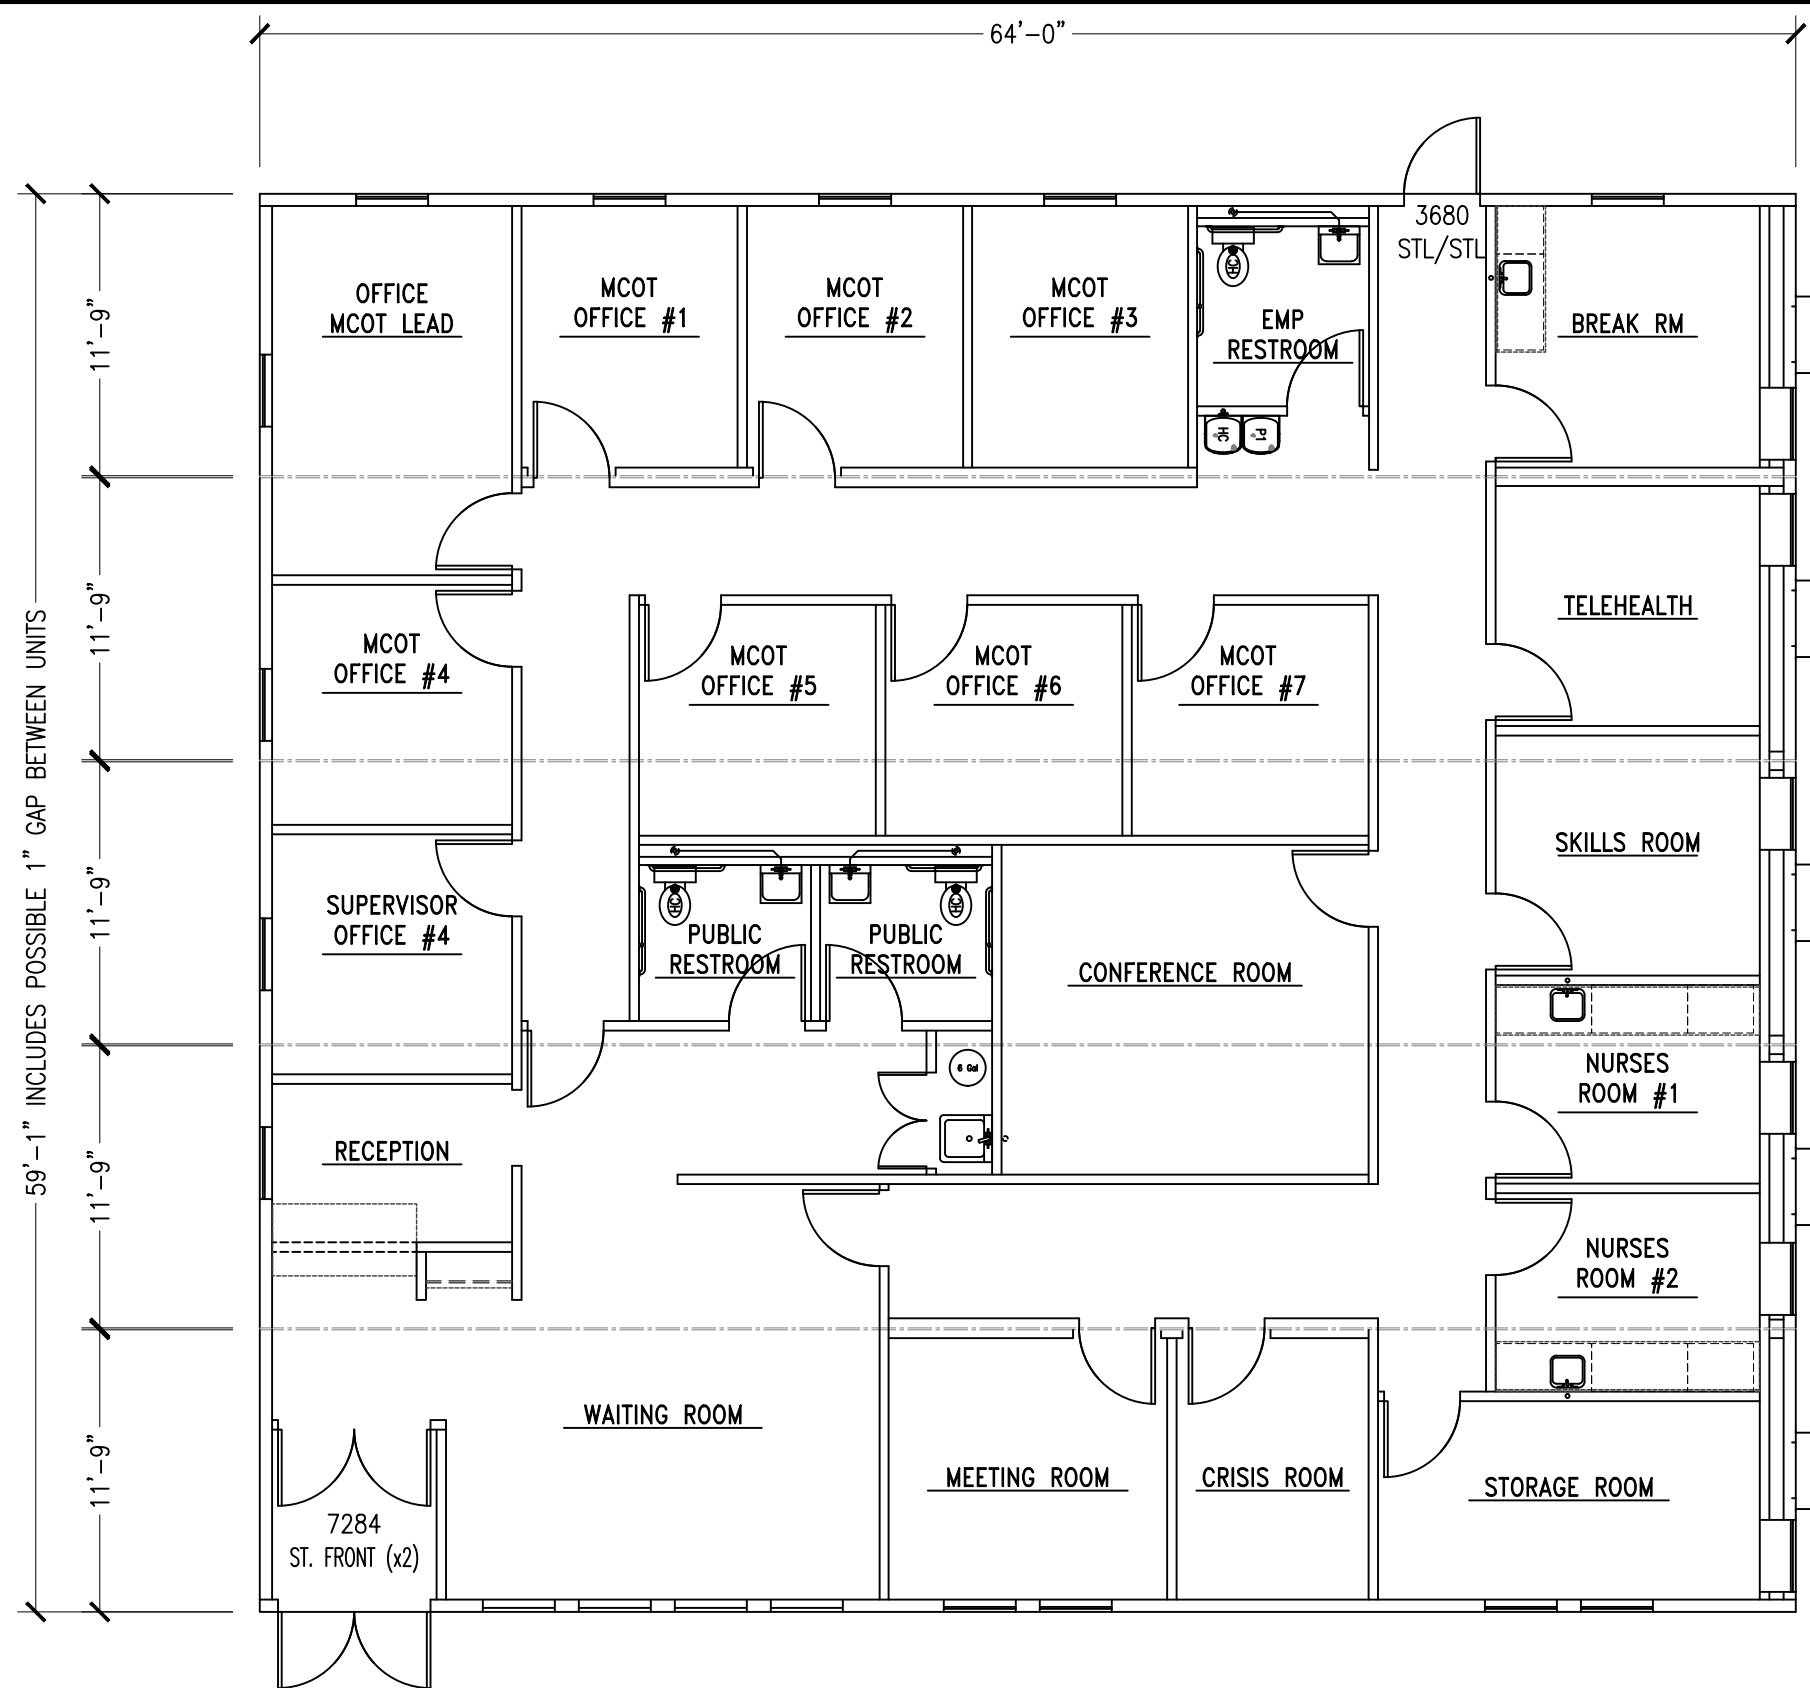 64'-0"
3680
STL/STL
OFFICE
MCOT LEAD
MCOT
OFFICE #1
MCOT
OFFICE #2
MCOT
OFFICE #3
EMP
RESTROOM
BREAK RM
HC
HC
P1
11'-9"
11'-9"
11'-9"
11'-9"
11'-9"
59'-1" INCLUDES POSSIBLE 1" GAP BETWEEN UNITS
TELEHEALTH
MCOT
OFFICE #4
MCOT
OFFICE #5
MCOT
OFFICE #6
MCOT
OFFICE #7
SKILLS ROOM
SUPERVISOR
OFFICE #4
HC
HC
PUBLIC
RESTROOM
PUBLIC
RESTROOM
CONFERENCE ROOM
6 Gal
NURSES
ROOM #1
RECEPTION
NURSES
ROOM #2
WAITING ROOM
MEETING ROOM
CRISIS ROOM
STORAGE ROOM
7284
ST. FRONT (x2)